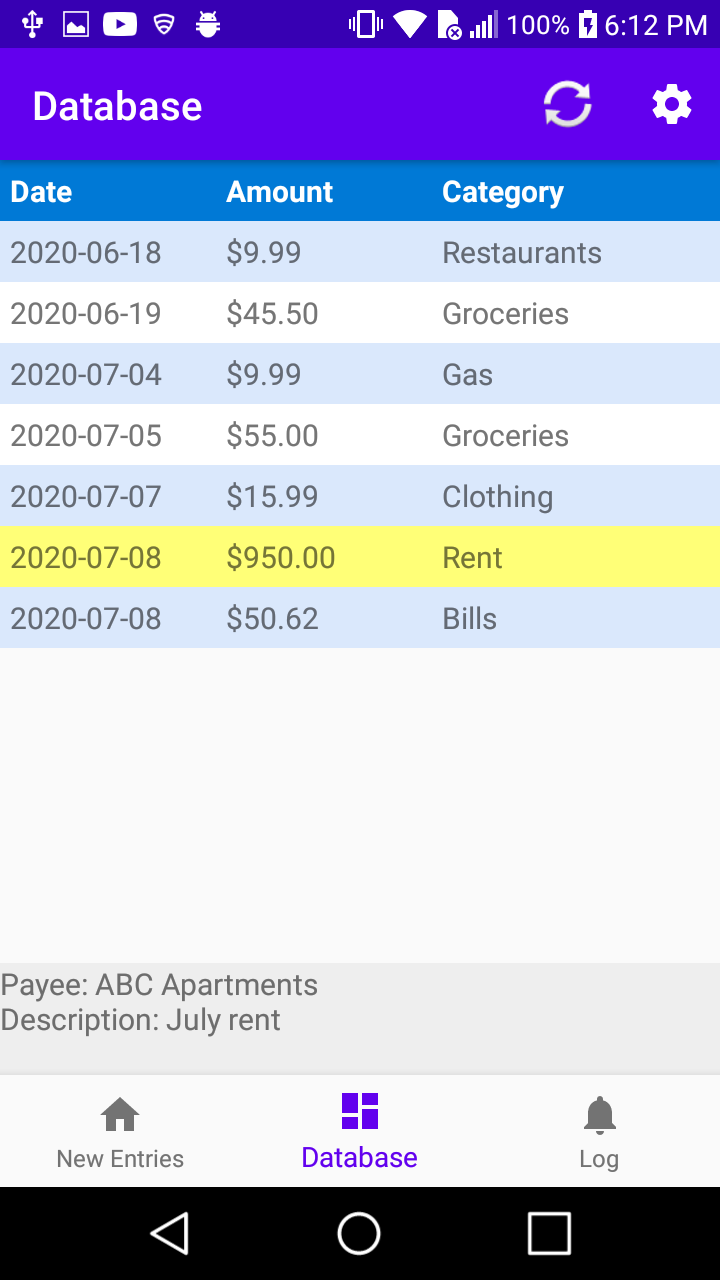 100% 6:12 PM
Database
Date Amount Category
2020-06-18 $9.99 Restaurants
2020-06-19 $45.50 Groceries
2020-07-04 $9.99 Gas
2020-07-05 $55.00 Groceries
2020-07-07 $15.99 Clothing
2020-07-08 $950.00 Rent
2020-07-08 $50.62 Bills
Payee: ABC Apartments
Description: July rent
New Entries Database Log